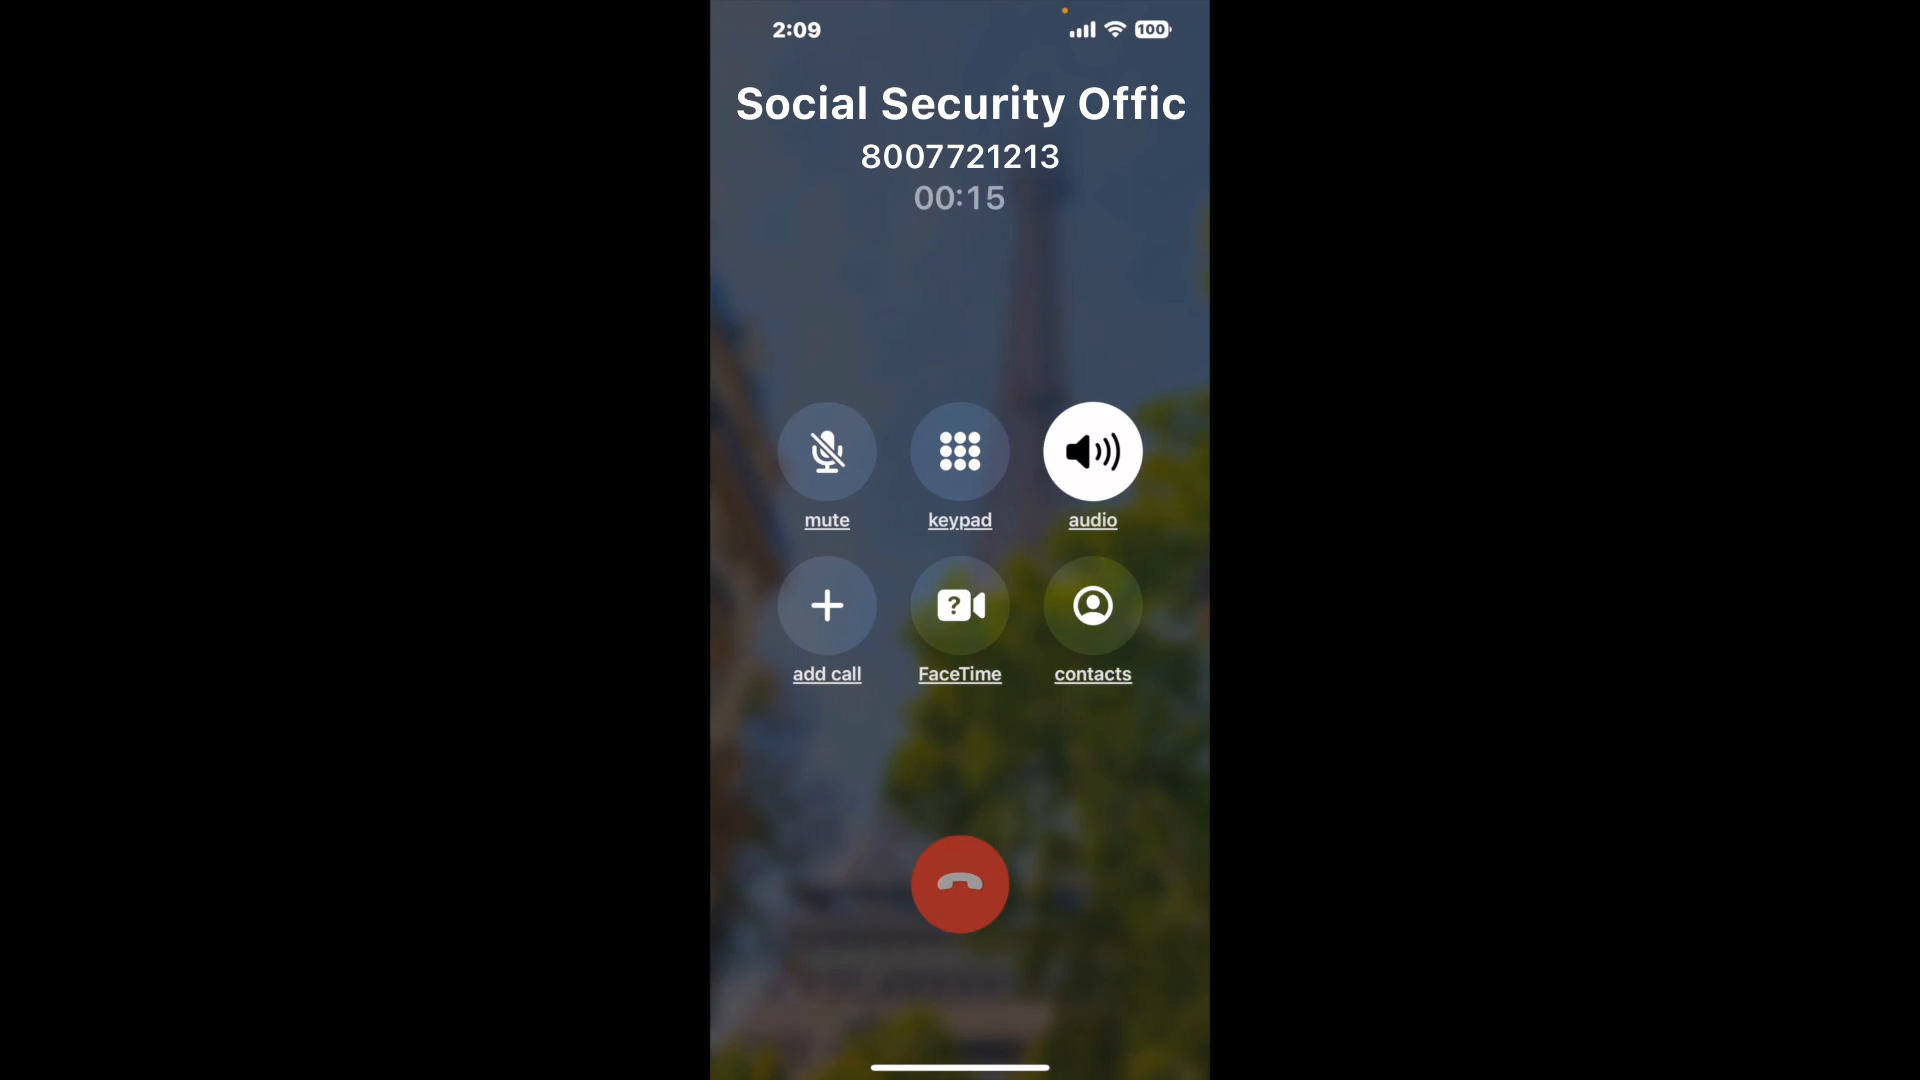 2:09
100
Social Security Offic
8007721213
00:15
mute
keypad
audio
?
add call
FaceTime
contacts